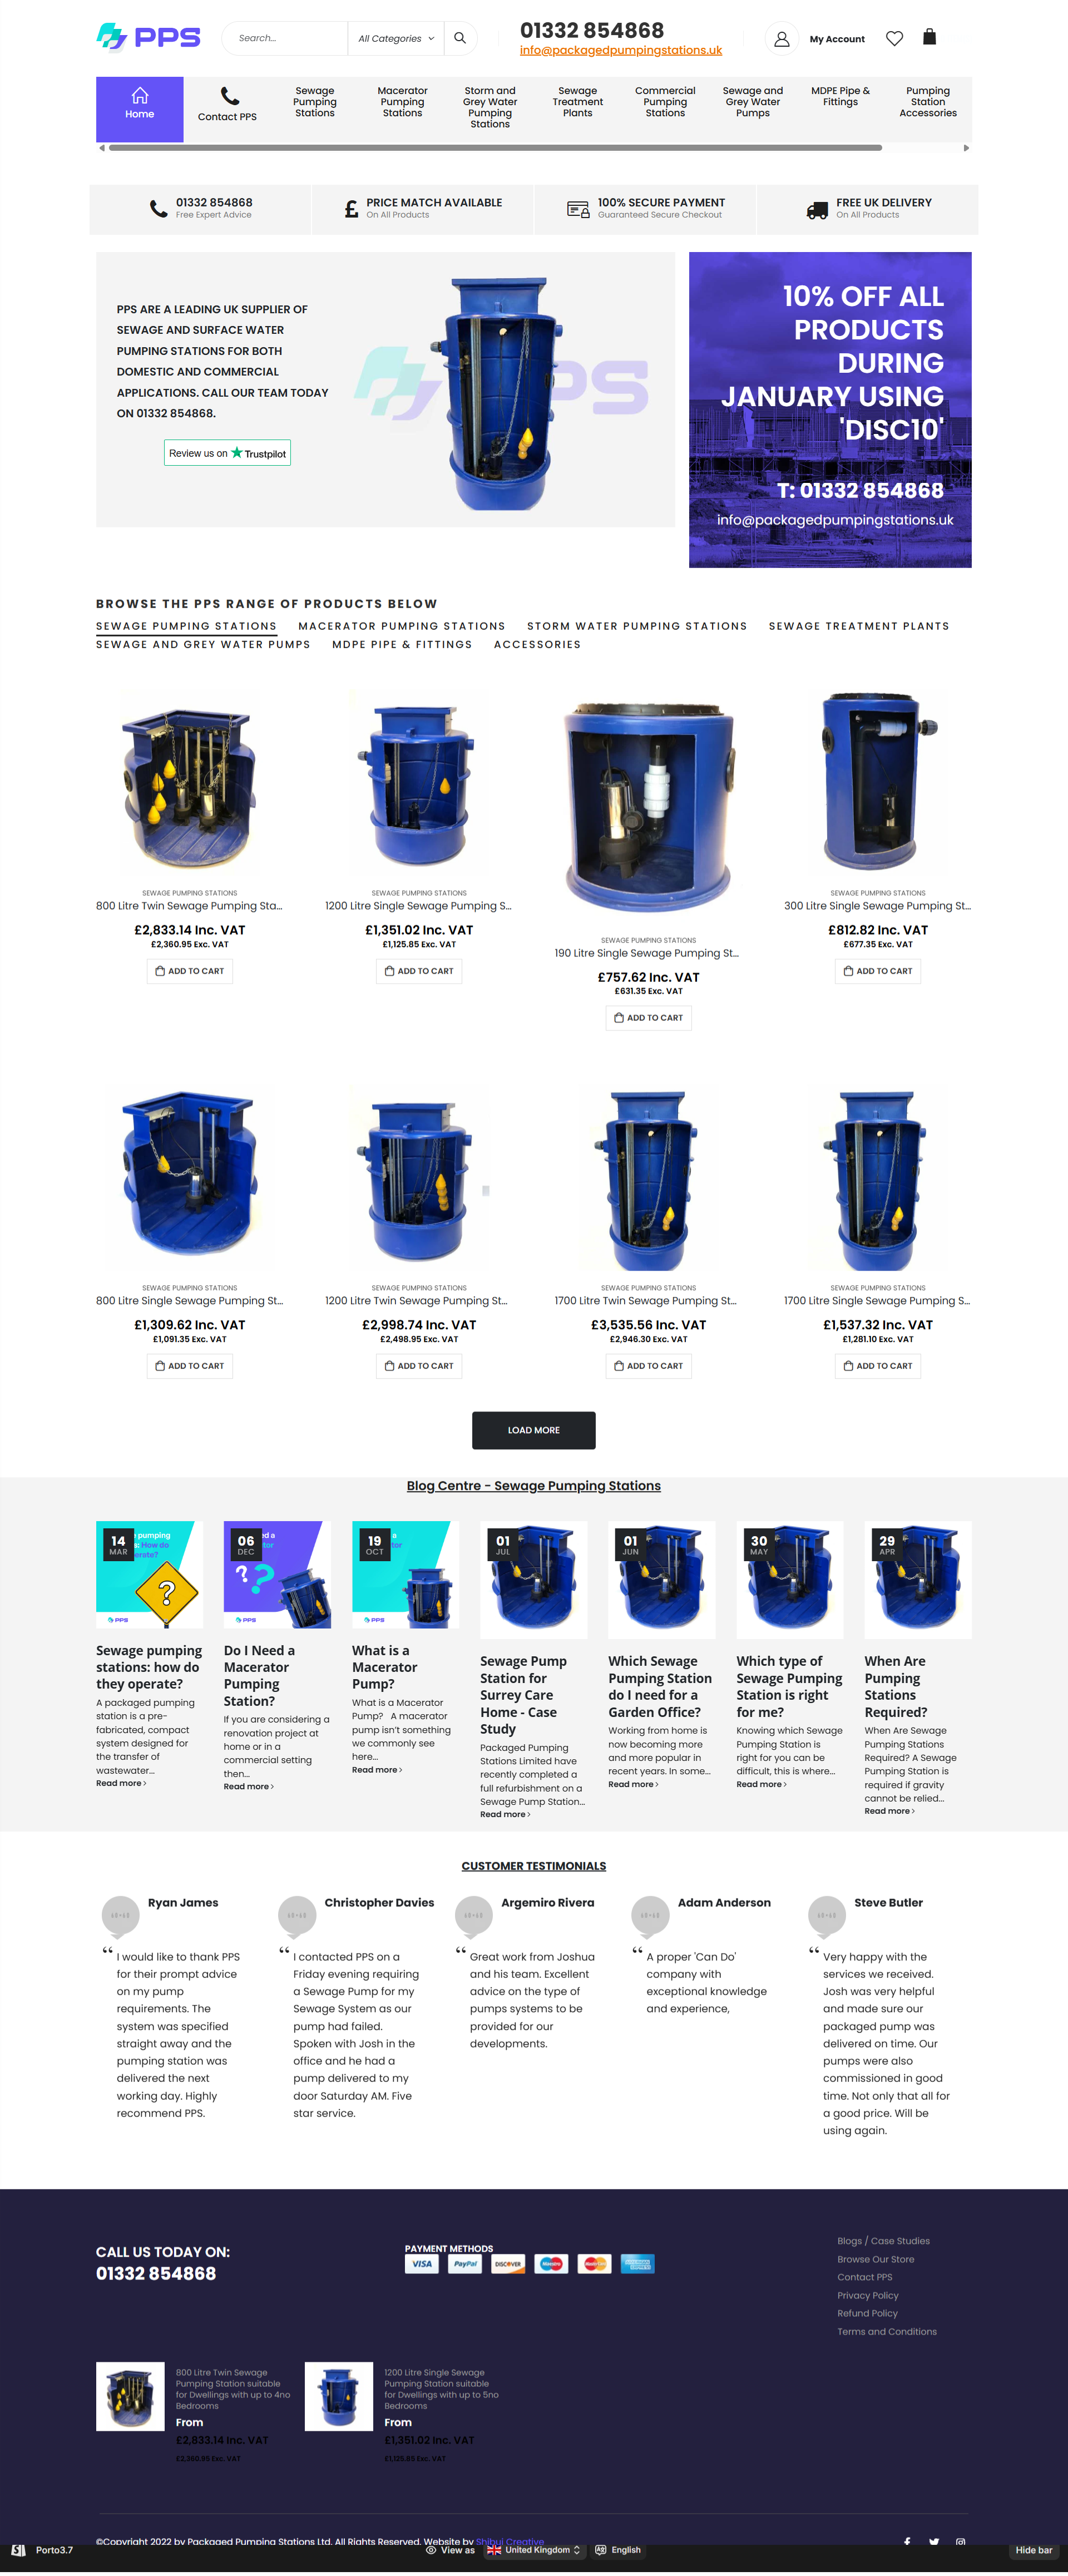 PPS
Search...
All Categories
01332 854868
info@packagedpumpingstations.uk
My Account
Home
Contact PPS
Sewage
Pumping
Stations
Macerator
Pumping
Stations
Storm and
Grey Water
Pumping
Stations
Sewage
Treatment
Plants
Commercial
Pumping
Stations
Sewage and
Grey Water
Pumps
MDPE Pipe &
Fittings
Pumping
Station
Accessories
01332 854868
Free Expert Advice
PRICE MATCH AVAILABLE
On All Products
100% SECURE PAYMENT
Guaranteed Secure Checkout
FREE UK DELIVERY
On All Products
PPS ARE A LEADING UK SUPPLIER OF
SEWAGE AND SURFACE WATER
PUMPING STATIONS FOR BOTH
DOMESTIC AND COMMERCIAL
APPLICATIONS. CALL OUR TEAM TODAY
ON 01332 854868.
Review us on Trustpilot
PS
10% OFF ALL
PRODUCTS
DURING
JANUARY USING
'DISC10'
T: 01332 854868
info@packagedpumpingstations.uk
BROWSE THE PPS RANGE OF PRODUCTS BELOW
SEWAGE PUMPING STATIONS MACERATOR PUMPING STATIONS STORM WATER PUMPING STATIONS SEWAGE TREATMENT PLANTS
SEWAGE AND GREY WATER PUMPS MDPE PIPE & FITTINGS ACCESSORIES
SEWAGE PUMPING STATIONS
800 Litre Twin Sewage Pumping Sta...
£2,833.14 Inc. VAT
£2,360.95 Exc. VAT
ADD TO CART
SEWAGE PUMPING STATIONS
1200 Litre Single Sewage Pumping S...
£1,351.02 Inc. VAT
£1,125.85 Exc. VAT
ADD TO CART
SEWAGE PUMPING STATIONS
190 Litre Single Sewage Pumping St...
£757.62 Inc. VAT
£631.35 Exc. VAT
ADD TO CART
SEWAGE PUMPING STATIONS
300 Litre Single Sewage Pumping St...
£812.82 Inc. VAT
£677.35 Exc. VAT
ADD TO CART
SEWAGE PUMPING STATIONS
800 Litre Single Sewage Pumping St...
£1,309.62 Inc. VAT
£1,091.35 Exc. VAT
ADD TO CART
SEWAGE PUMPING STATIONS
1200 Litre Twin Sewage Pumping St...
£2,998.74 Inc. VAT
£2,498.95 Exc. VAT
ADD TO CART
SEWAGE PUMPING STATIONS
1700 Litre Twin Sewage Pumping St...
£3,535.56 Inc. VAT
£2,946.30 Exc. VAT
ADD TO CART
SEWAGE PUMPING STATIONS
1700 Litre Single Sewage Pumping S...
£1,537.32 Inc. VAT
£1,281.10 Exc. VAT
ADD TO CART
LOAD MORE
Blog Centre - Sewage Pumping Stations
14
MAR
pumping
How do
erate?
?
PPS
Sewage pumping
stations: how do
they operate?
A packaged pumping
station is a pre-
fabricated, compact
system designed for
the transfer of
wastewater...
Read more
06
DEC
ed a
tor
??
PPS
Do I Need a
Macerator
Pumping
Station?
If you are considering a
renovation project at
home or in a
commercial setting
then...
Read more
19
OCT
a
tor
PPS
What is a
Macerator
Pump?
What is a Macerator
Pump? A macerator
pump isn't something
we commonly see
here...
Read more
01
JUL
Sewage Pump
Station for
Surrey Care
Home - Case
Study
Packaged Pumping
Stations Limited have
recently completed a
full refurbishment on a
Sewage Pump Station...
Read more
01
JUN
Which Sewage
Pumping Station
do I need for a
Garden Office?
Working from home is
now becoming more
and more popular in
recent years. In some...
Read more
30
MAY
Which type of
Sewage Pumping
Station is right
for me?
Knowing which Sewage
Pumping Station is
right for you can be
difficult, this is where...
Read more
29
APR
When Are
Pumping
Stations
Required?
When Are Sewage
Pumping Stations
Required? A Sewage
Pumping Station is
required if gravity
cannot be relied...
Read more
CUSTOMER TESTIMONIALS
Ryan James
“ I would like to thank PPS
for their prompt advice
on my pump
requirements. The
system was specified
straight away and the
pumping station was
delivered the next
working day. Highly
recommend PPS.
Christopher Davies
“ I contacted PPS on a
Friday evening requiring
a Sewage Pump for my
Sewage System as our
pump had failed.
Spoken with Josh in the
office and he had a
pump delivered to my
door Saturday AM. Five
star service.
Argemiro Rivera
“ Great work from Joshua
and his team. Excellent
advice on the type of
pumps systems to be
provided for our
developments.
Adam Anderson
“ A proper 'Can Do'
company with
exceptional knowledge
and experience,
Steve Butler
“ Very happy with the
services we received.
Josh was very helpful
and made sure our
packaged pump was
delivered on time. Our
pumps were also
commissioned in good
time. Not only that all for
a good price. Will be
using again.
CALL US TODAY ON:
01332 854868
PAYMENT METHODS
VISA
PayPal
DISCOVER
Maestro
Blogs / Case Studies
Browse Our Store
Contact PPS
Privacy Policy
Refund Policy
Terms and Conditions
800 Litre Twin Sewage
Pumping Station suitable
for Dwellings with up to 4no
Bedrooms
From
£2,833.14 Inc. VAT
£2,360.95 Exc. VAT
1200 Litre Single Sewage
Pumping Station suitable
for Dwellings with up to 5no
Bedrooms
From
£1,351.02 Inc. VAT
£1,125.85 Exc. VAT
©Copyright 2022 by Packaged Pumping Stations Ltd. All Rights Reserved. Website by Shibui Creative
Porto3.7
View as
United Kingdom
English
Hide bar